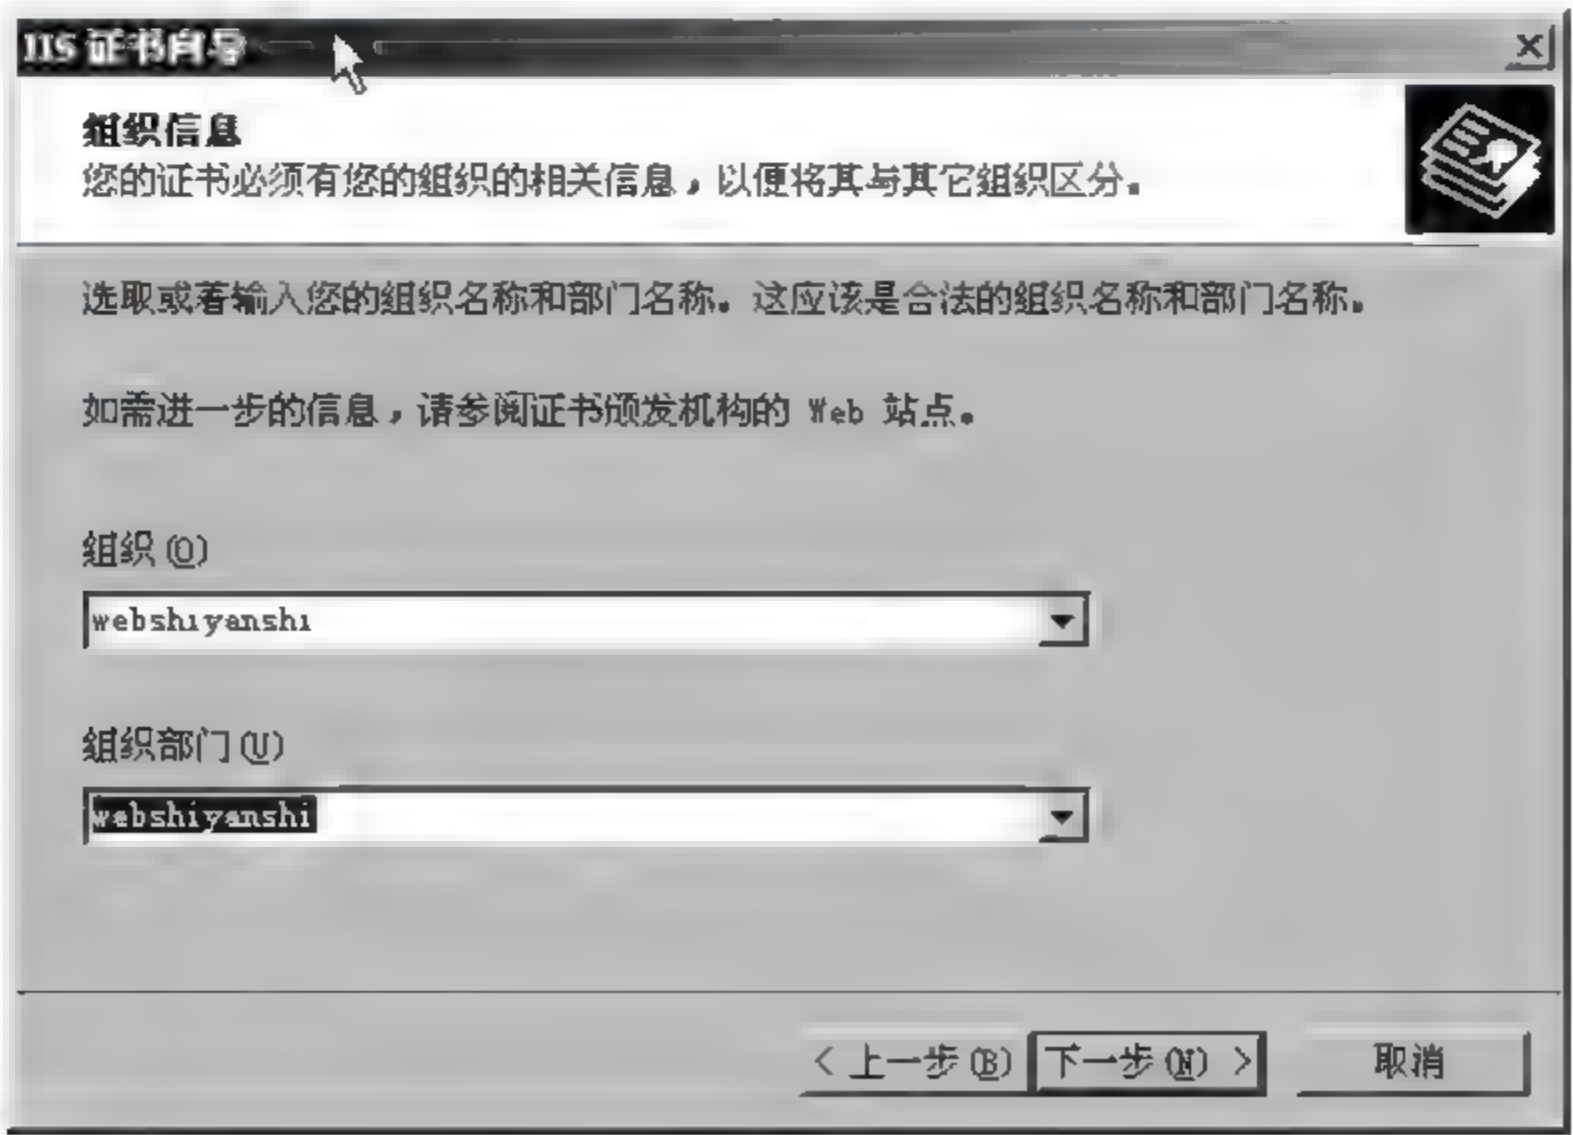 IIS 证书向导
组织信息
您的证书必须有您的组织的相关信息，以便将其与其它组织区分。
选取或着输入您的组织名称和部门名称。这应该是合法的组织名称和部门名称。
如需进一步的信息，请参阅证书颁发机构的 Web 站点。
组织(O)
webshiyanshi
组织部门(U)
webshiyanshi
< 上一步(B) 下一步(N) > 取消